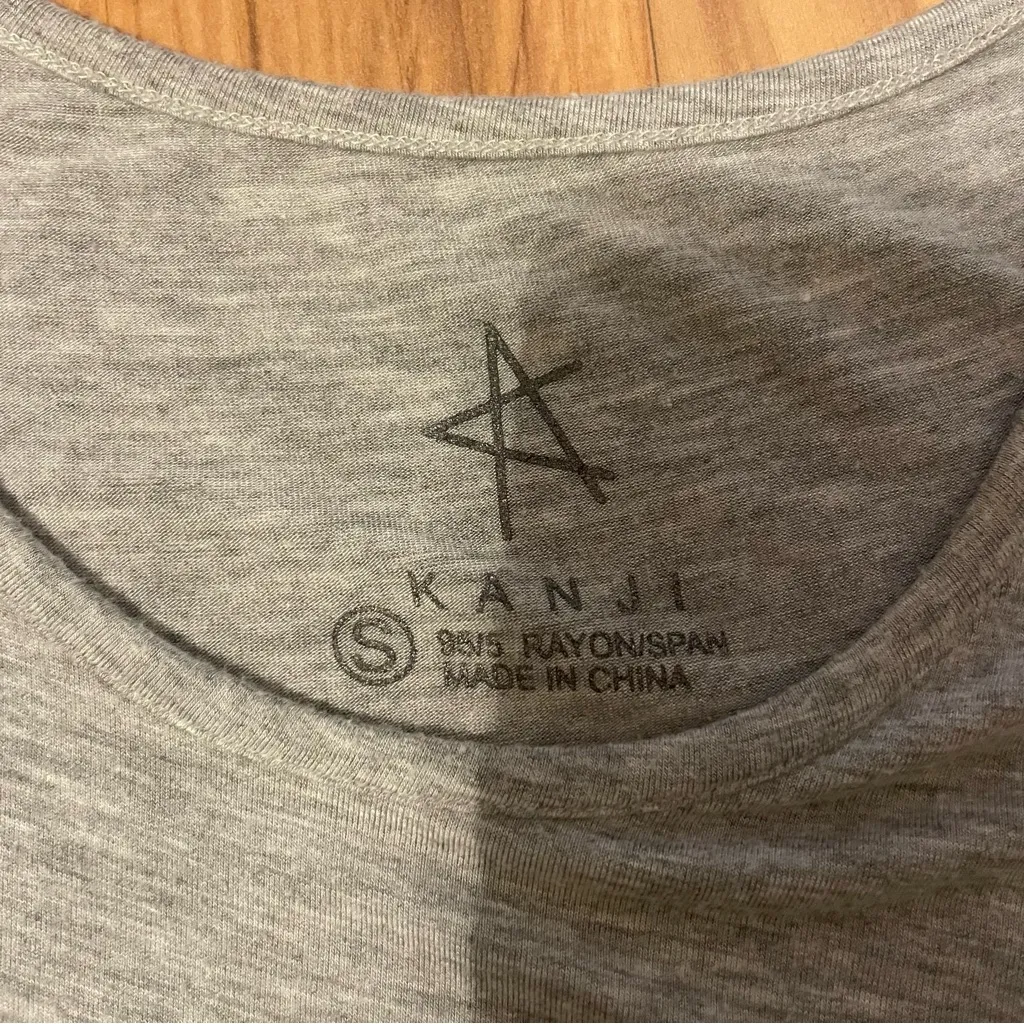 KANJI
S
95/5 RAYON/SPAN
MADE IN CHINA